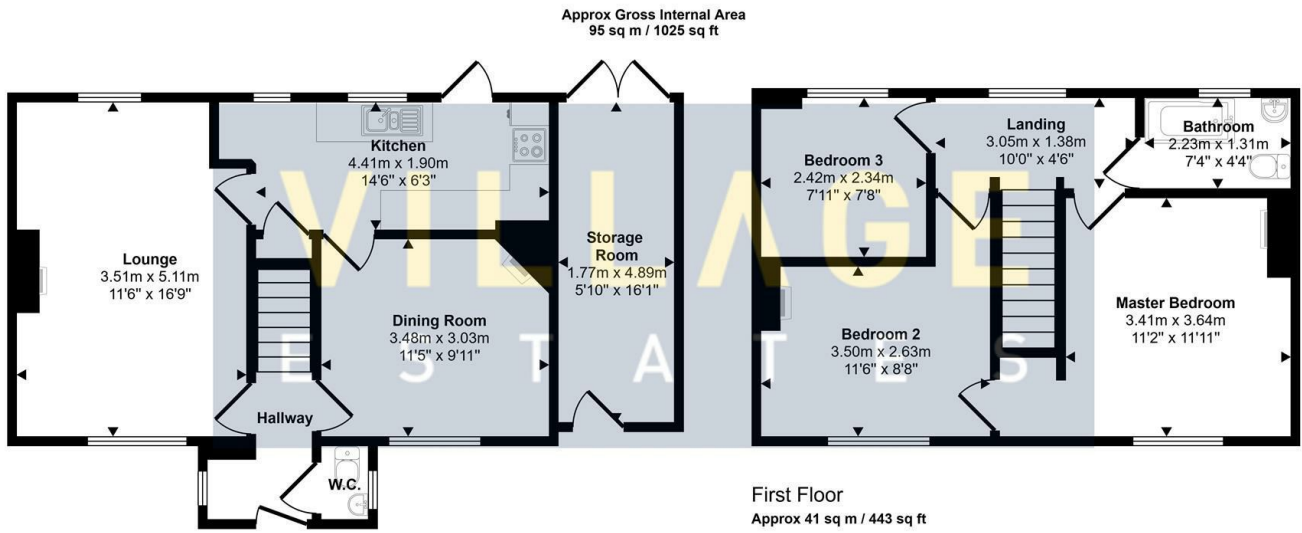 Approx Gross Internal Area
95 sq m / 1025 sq ft
Lounge
3.51m x 5.11m
11'6" x 16'9"
Kitchen
4.41m x 1.90m
14'6" x 6'3"
Dining Room
3.48m x 3.03m
11'5" x 9'11"
Storage
Room
1.77m x 4.89m
5'10" x 16'1"
Hallway
W.C.
Bedroom 3
2.42m x 2.34m
7'11" x 7'8"
Landing
3.05m x 1.38m
10'0" x 4'6"
Bathroom
2.23m x 1.31m
7'4" x 4'4"
Bedroom 2
3.50m x 2.63m
11'6" x 8'8"
Master Bedroom
3.41m x 3.64m
11'2" x 11'11"
VILLAGE
ESTATES
First Floor
Approx 41 sq m / 443 sq ft